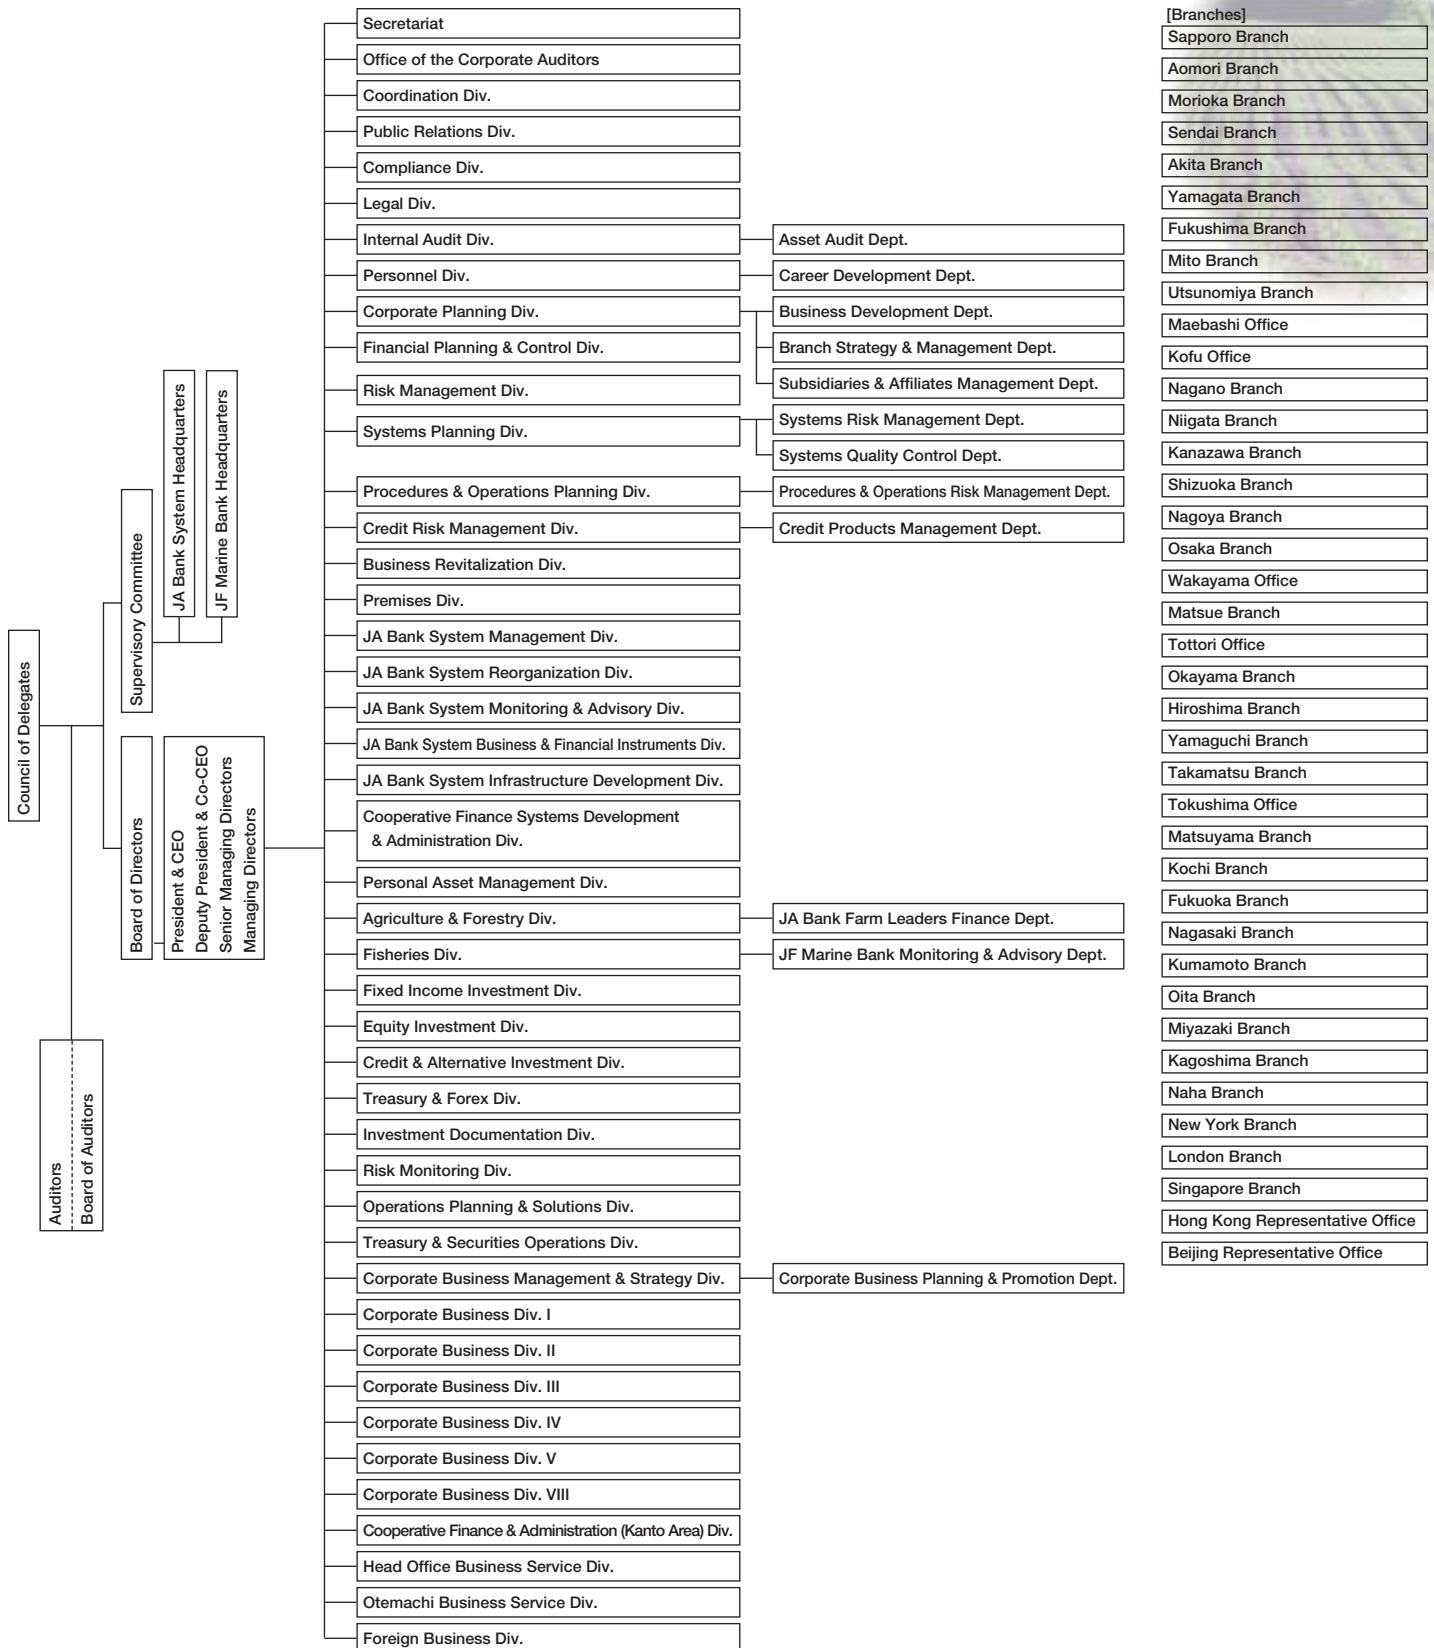 Council of Delegates
Auditors
Board of Auditors
Supervisory Committee
JA Bank System Headquarters
JF Marine Bank Headquarters
Board of Directors
President & CEO
Deputy President & Co-CEO
Senior Managing Directors
Managing Directors
Secretariat
Office of the Corporate Auditors
Coordination Div.
Public Relations Div.
Compliance Div.
Legal Div.
Internal Audit Div.
Personnel Div.
Corporate Planning Div.
Financial Planning & Control Div.
Risk Management Div.
Systems Planning Div.
Procedures & Operations Planning Div.
Credit Risk Management Div.
Business Revitalization Div.
Premises Div.
JA Bank System Management Div.
JA Bank System Reorganization Div.
JA Bank System Monitoring & Advisory Div.
JA Bank System Business & Financial Instruments Div.
JA Bank System Infrastructure Development Div.
Cooperative Finance Systems Development
& Administration Div.
Personal Asset Management Div.
Agriculture & Forestry Div.
Fisheries Div.
Fixed Income Investment Div.
Equity Investment Div.
Credit & Alternative Investment Div.
Treasury & Forex Div.
Investment Documentation Div.
Risk Monitoring Div.
Operations Planning & Solutions Div.
Treasury & Securities Operations Div.
Corporate Business Management & Strategy Div.
Corporate Business Div. I
Corporate Business Div. II
Corporate Business Div. III
Corporate Business Div. IV
Corporate Business Div. V
Corporate Business Div. VIII
Cooperative Finance & Administration (Kanto Area) Div.
Head Office Business Service Div.
Otemachi Business Service Div.
Foreign Business Div.
Asset Audit Dept.
Career Development Dept.
Business Development Dept.
Branch Strategy & Management Dept.
Subsidiaries & Affiliates Management Dept.
Systems Risk Management Dept.
Systems Quality Control Dept.
Procedures & Operations Risk Management Dept.
Credit Products Management Dept.
JA Bank Farm Leaders Finance Dept.
JF Marine Bank Monitoring & Advisory Dept.
Corporate Business Planning & Promotion Dept.
[Branches]
Sapporo Branch
Aomori Branch
Morioka Branch
Sendai Branch
Akita Branch
Yamagata Branch
Fukushima Branch
Mito Branch
Utsunomiya Branch
Maebashi Office
Kofu Office
Nagano Branch
Niigata Branch
Kanazawa Branch
Shizuoka Branch
Nagoya Branch
Osaka Branch
Wakayama Office
Matsue Branch
Tottori Office
Okayama Branch
Hiroshima Branch
Yamaguchi Branch
Takamatsu Branch
Tokushima Office
Matsuyama Branch
Kochi Branch
Fukuoka Branch
Nagasaki Branch
Kumamoto Branch
Oita Branch
Miyazaki Branch
Kagoshima Branch
Naha Branch
New York Branch
London Branch
Singapore Branch
Hong Kong Representative Office
Beijing Representative Office